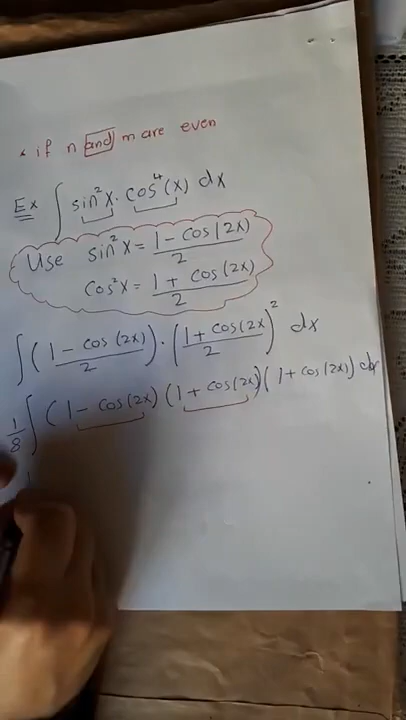 * if n and m are even
Ex ∫ sin²x · cos⁴(x) dx
Use sin²x = (1 - cos(2x))/2
cos²x = (1 + cos(2x))/2
∫ ((1 - cos(2x))/2) · ((1 + cos(2x)/2)² dx
1/8 ∫ (1 - cos(2x)) (1 + cos(2x)) (1 + cos(2x)) dx